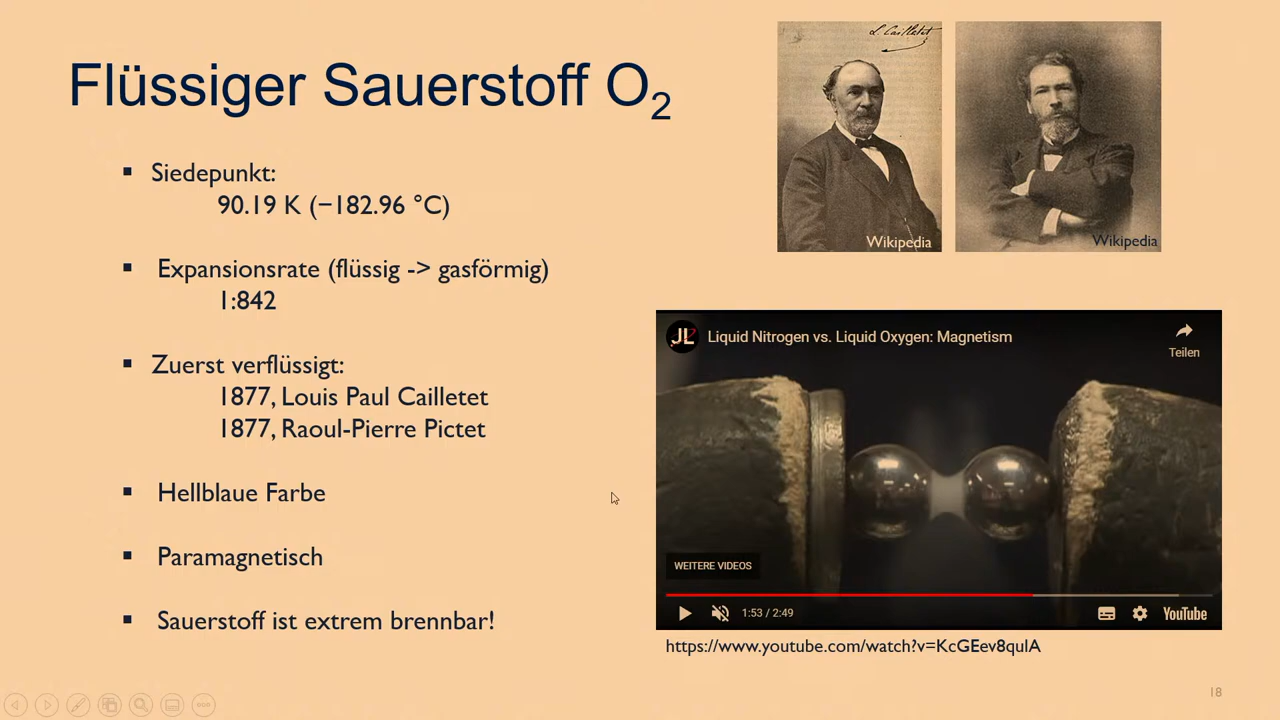 Flüssiger Sauerstoff O₂
L. Cailletet
Wikipedia
Wikipedia
▪ Siedepunkt:
90.19 K (−182.96 °C)
▪ Expansionsrate (flüssig -> gasförmig)
1:842
▪ Zuerst verflüssigt:
1877, Louis Paul Cailletet
1877, Raoul-Pierre Pictet
▪ Hellblaue Farbe
▪ Paramagnetisch
▪ Sauerstoff ist extrem brennbar!
JL
Liquid Nitrogen vs. Liquid Oxygen: Magnetism
Teilen
WEITERE VIDEOS
1:53 / 2:49
YouTube
https://www.youtube.com/watch?v=KcGEev8qulA
18